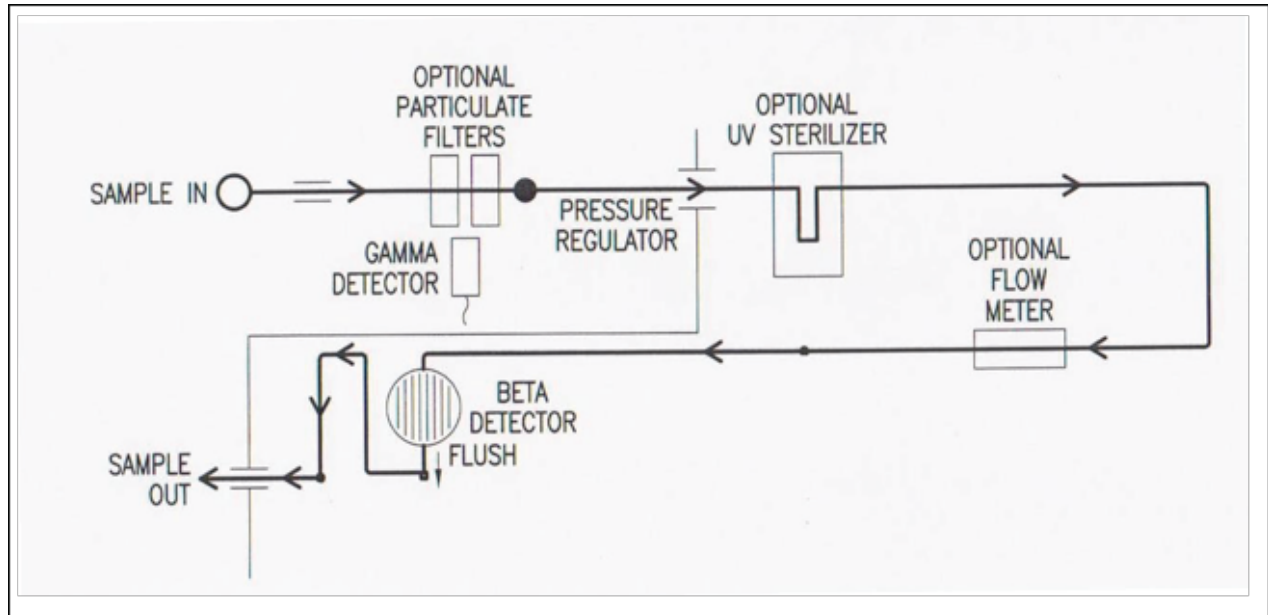 OPTIONAL
PARTICULATE
FILTERS
OPTIONAL
UV STERILIZER
SAMPLE IN
PRESSURE
REGULATOR
GAMMA
DETECTOR
OPTIONAL
FLOW
METER
BETA
DETECTOR
FLUSH
SAMPLE
OUT